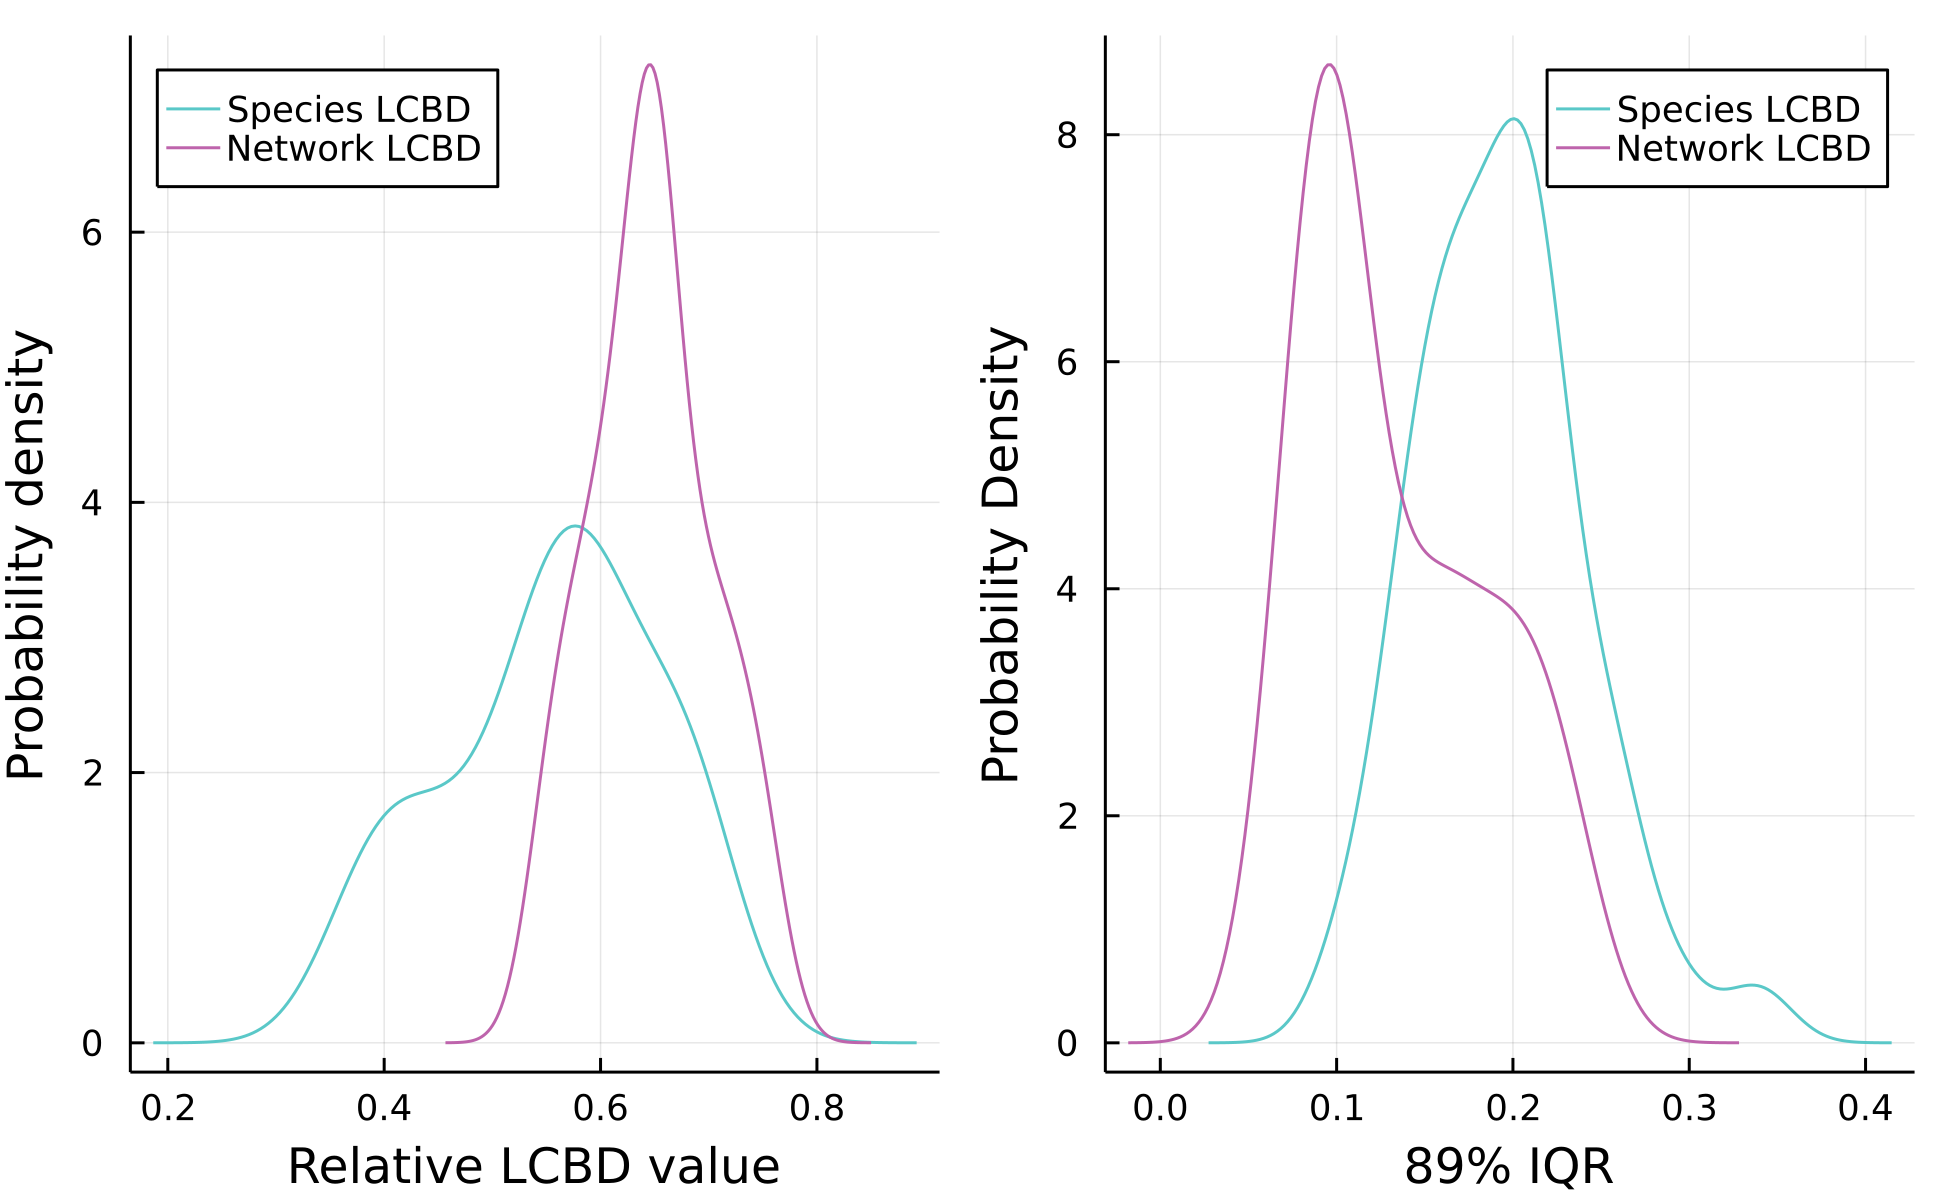 Species LCBD
Network LCBD
Probability density
6
4
2
0
0.2 0.4 0.6 0.8
Relative LCBD value
Species LCBD
Network LCBD
Probability Density
8
6
4
2
0
0.0 0.1 0.2 0.3 0.4
89% IQR